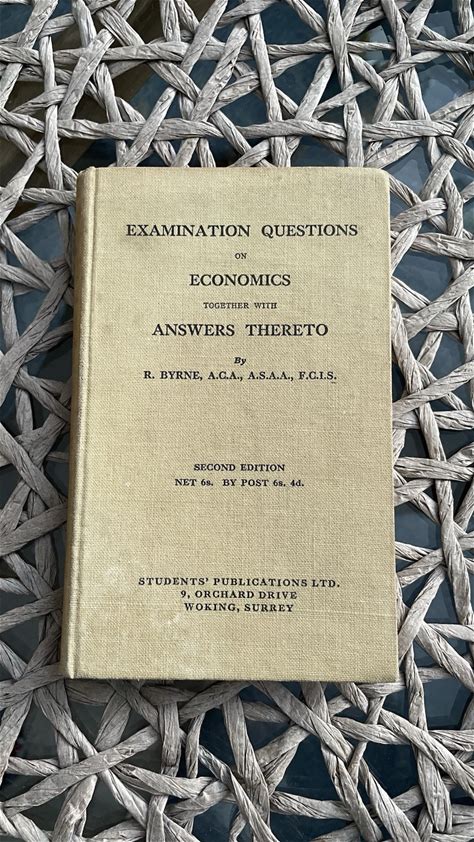 EXAMINATION QUESTIONS
ON
ECONOMICS
TOGETHER WITH
ANSWERS THERETO
By
R. BYRNE, A.C.A., A.S.A.A., F.C.I.S.
SECOND EDITION
NET 6s. BY POST 6s. 4d.
STUDENTS' PUBLICATIONS LTD.
9, ORCHARD DRIVE
WOKING, SURREY